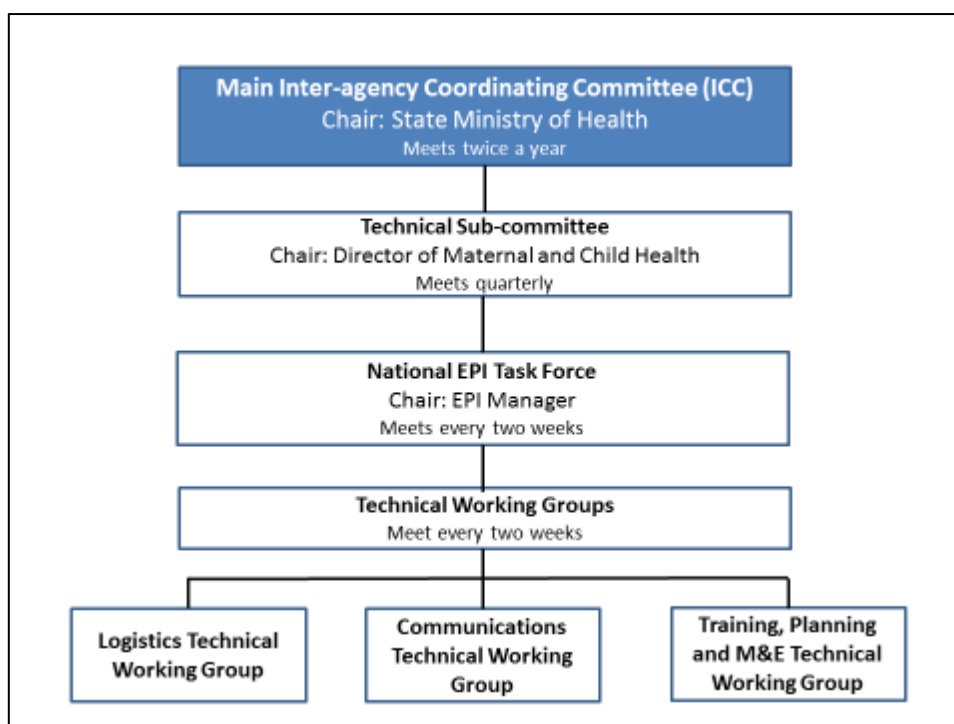 Main Inter-agency Coordinating Committee (ICC)
Chair: State Ministry of Health
Meets twice a year
Technical Sub-committee
Chair: Director of Maternal and Child Health
Meets quarterly
National EPI Task Force
Chair: EPI Manager
Meets every two weeks
Technical Working Groups
Meet every two weeks
Logistics Technical
Working Group
Communications
Technical Working
Group
Training, Planning
and M&E Technical
Working Group